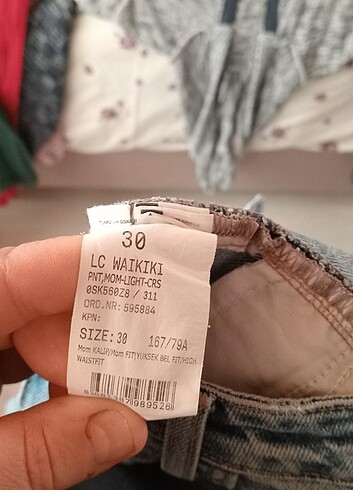 30
LC WAIKIKI
PNT,MOM-LIGHT-CRS
0SK560Z8 / 311
ORD.NR: 595884
KPN:
SIZE: 30 167/79A
Mom KALIP/Mom FIT|YUKSEK BEL FIT/HIGH
WAISTFIT